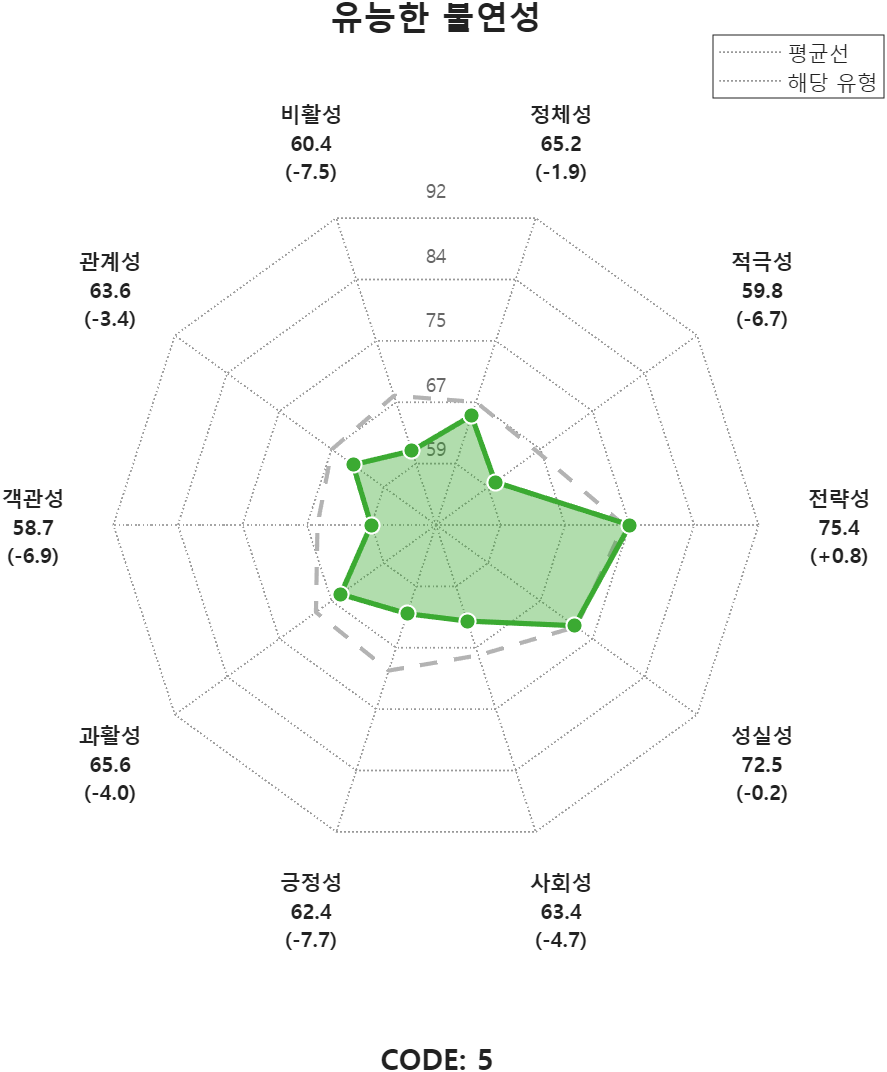 유능한 불연성
평균선
해당 유형
비활성
60.4
(-7.5)
정체성
65.2
(-1.9)
92
84
75
67
59
관계성
63.6
(-3.4)
적극성
59.8
(-6.7)
객관성
58.7
(-6.9)
전략성
75.4
(+0.8)
과활성
65.6
(-4.0)
성실성
72.5
(-0.2)
긍정성
62.4
(-7.7)
사회성
63.4
(-4.7)
CODE: 5